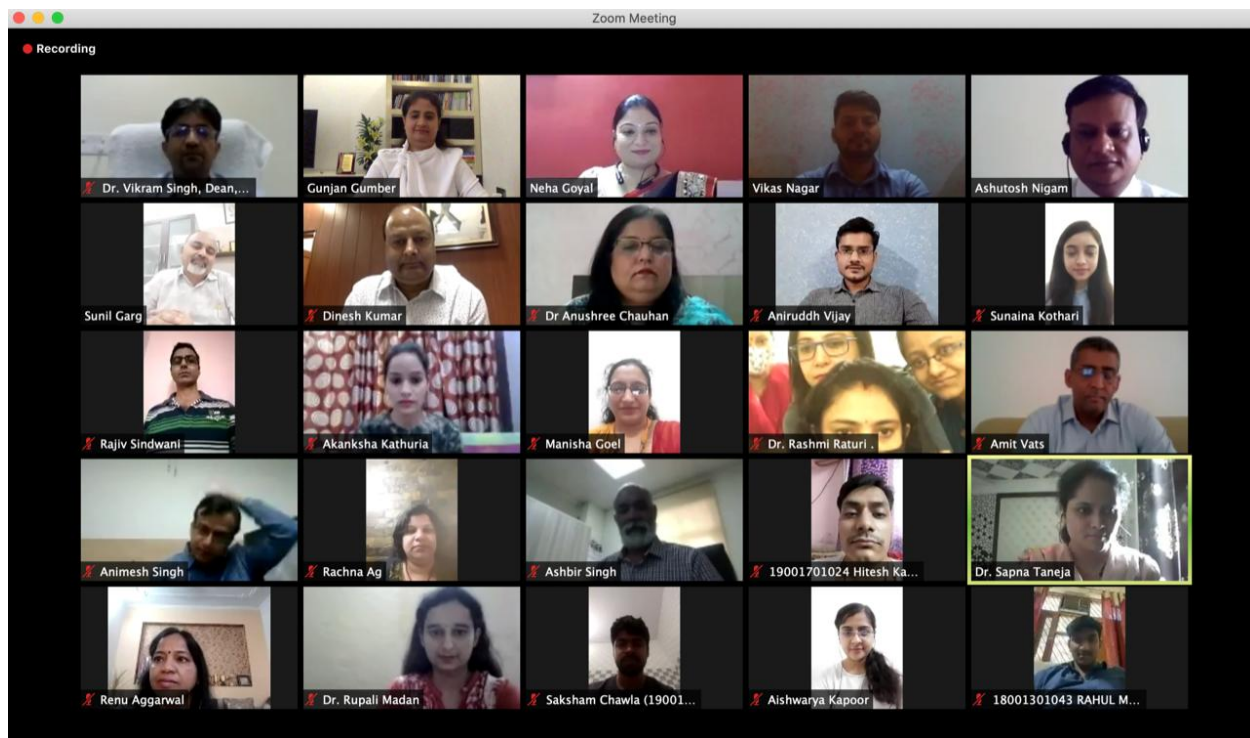 Zoom Meeting
Recording
Dr. Vikram Singh, Dean,...
Gunjan Gumber
Neha Goyal
Vikas Nagar
Ashutosh Nigam
Sunil Garg
Dinesh Kumar
Dr Anushree Chauhan
Aniruddh Vijay
Sunaina Kothari
Rajiv Sindwani
Akanksha Kathuria
Manisha Goel
Dr. Rashmi Raturi .
Amit Vats
Animesh Singh
Rachna Ag
Ashbir Singh
19001701024 Hitesh Ka...
Dr. Sapna Taneja
Renu Aggarwal
Dr. Rupali Madan
Saksham Chawla (19001...
Aishwarya Kapoor
18001301043 RAHUL M...